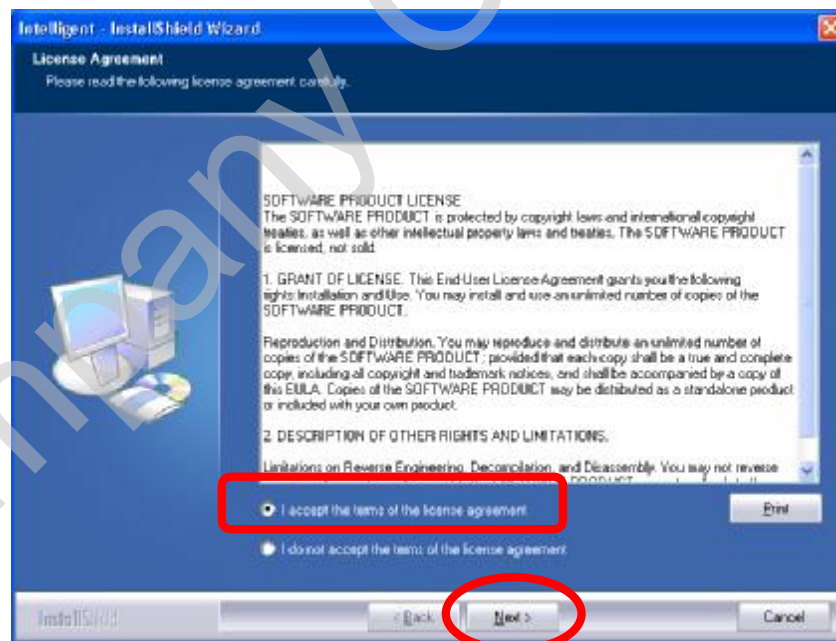 Intelligent - InstallShield Wizard
License Agreement
Please read the following license agreement carefully.
SOFTWARE PRODUCT LICENSE
The SOFTWARE PRODUCT is protected by copyright laws and international copyright
treaties, as well as other intellectual property laws and treaties. The SOFTWARE PRODUCT
is licensed, not sold.
1. GRANT OF LICENSE. This End-User License Agreement grants you the following
rights Installation and Use. You may install and use an unlimited number of copies of the
SOFTWARE PRODUCT.
Reproduction and Distribution. You may reproduce and distribute an unlimited number of
copies of the SOFTWARE PRODUCT; provided that each copy shall be a true and complete
copy, including all copyright and trademark notices, and shall be accompanied by a copy of
this EULA. Copies of the SOFTWARE PRODUCT may be distributed as a standalone product
or included with your own product.
2. DESCRIPTION OF OTHER RIGHTS AND LIMITATIONS.
Limitations on Reverse Engineering, Decompilation, and Disassembly. You may not reverse
I accept the terms of the license agreement
Print
I do not accept the terms of the license agreement
InstallShield
< Back
Next >
Cancel